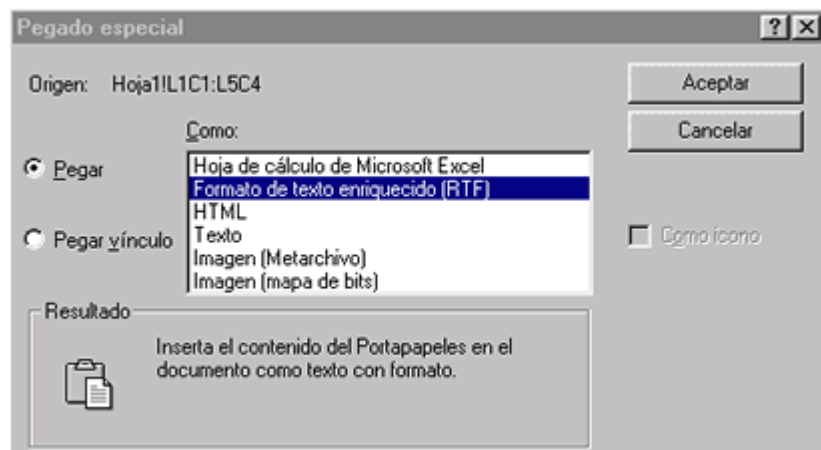 Pegado especial
Origen: Hoja1!L1C1:L5C4
Aceptar
Cancelar
Como:
Pegar
Pegar vínculo
Hoja de cálculo de Microsoft Excel
Formato de texto enriquecido (RTF)
HTML
Texto
Imagen (Metarchivo)
Imagen (mapa de bits)
Como icono
Resultado
Inserta el contenido del Portapapeles en el
documento como texto con formato.